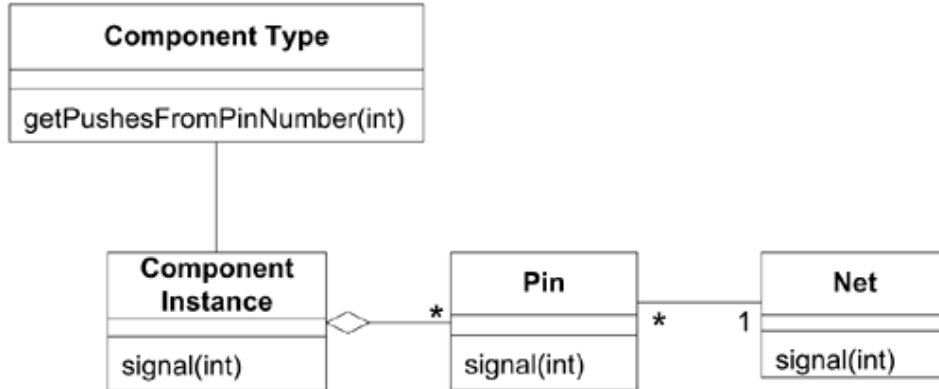 Component Type
getPushesFromPinNumber(int)
Component
Instance
signal(int)
*
Pin
signal(int)
*
1
Net
signal(int)